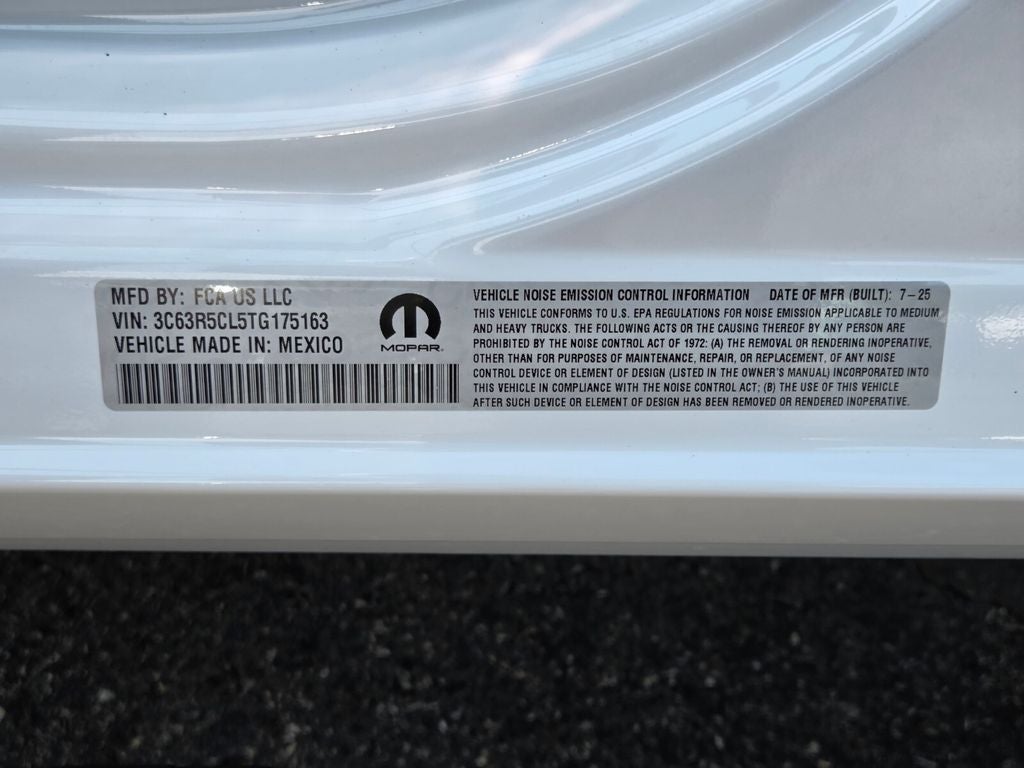 MFD BY: FCA US LLC
VIN: 3C63R5CL5TG175163
VEHICLE MADE IN: MEXICO
MOPAR
VEHICLE NOISE EMISSION CONTROL INFORMATION DATE OF MFR (BUILT): 7-25
THIS VEHICLE CONFORMS TO U.S. EPA REGULATIONS FOR NOISE EMISSION APPLICABLE TO MEDIUM
AND HEAVY TRUCKS. THE FOLLOWING ACTS OR THE CAUSING THEREOF BY ANY PERSON ARE
PROHIBITED BY THE NOISE CONTROL ACT OF 1972: (A) THE REMOVAL OR RENDERING INOPERATIVE,
OTHER THAN FOR PURPOSES OF MAINTENANCE, REPAIR, OR REPLACEMENT, OF ANY NOISE
CONTROL DEVICE OR ELEMENT OF DESIGN (LISTED IN THE OWNER'S MANUAL) INCORPORATED INTO
THIS VEHICLE IN COMPLIANCE WITH THE NOISE CONTROL ACT; (B) THE USE OF THIS VEHICLE
AFTER SUCH DEVICE OR ELEMENT OF DESIGN HAS BEEN REMOVED OR RENDERED INOPERATIVE.